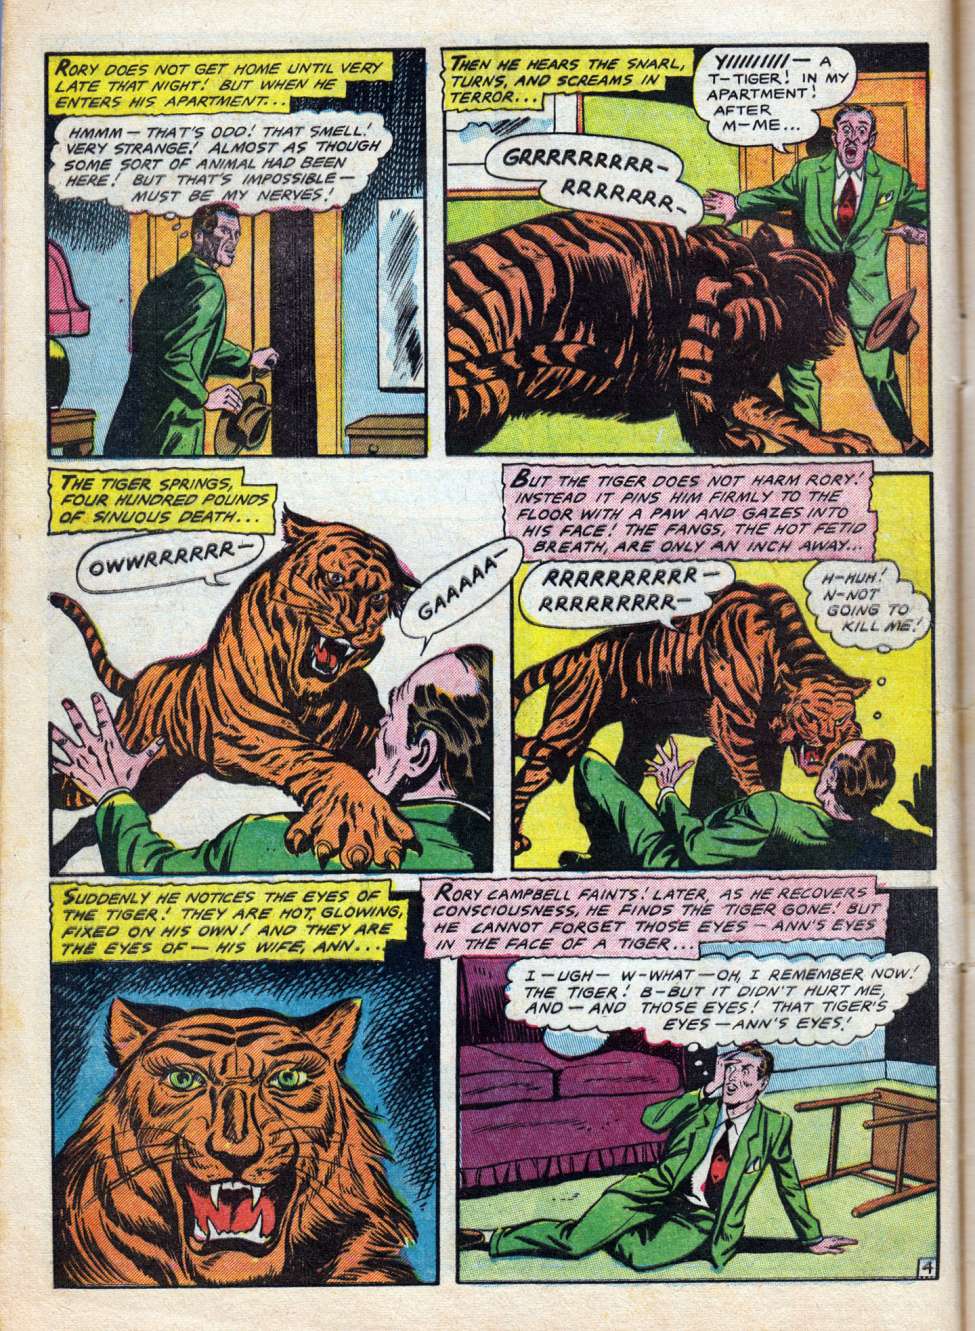 RORY DOES NOT GET HOME UNTIL VERY
LATE THAT NIGHT! BUT WHEN HE
ENTERS HIS APARTMENT...
HMMM — THAT'S ODD! THAT SMELL!
VERY STRANGE! ALMOST AS THOUGH
SOME SORT OF ANIMAL HAD BEEN
HERE! BUT THAT'S IMPOSSIBLE —
MUST BE MY NERVES!
THEN HE HEARS THE SNARL,
TURNS, AND SCREAMS IN
TERROR...
YIIIIIIII — A
T-TIGER! IN MY
APARTMENT!
AFTER
M—ME...
GRRRRRRRRRR-
RRRRRRR-
THE TIGER SPRINGS,
FOUR HUNDRED POUNDS
OF SINUOUS DEATH...
OWWRRRRRR—
GAAAAA—
BUT THE TIGER DOES NOT HARM RORY!
INSTEAD IT PINS HIM FIRMLY TO THE
FLOOR WITH A PAW AND GAZES INTO
HIS FACE! THE FANGS, THE HOT FETID
BREATH, ARE ONLY AN INCH AWAY...
RRRRRRRRRRR—
RRRRRRRRRR—
H-HUH!
N-NOT
GOING TO
KILL ME!
SUDDENLY HE NOTICES THE EYES OF
THE TIGER! THEY ARE HOT, GLOWING,
FIXED ON HIS OWN! AND THEY ARE
THE EYES OF — HIS WIFE, ANN....
RORY CAMPBELL FAINTS! LATER, AS HE RECOVERS
CONSCIOUSNESS, HE FINDS THE TIGER GONE! BUT
HE CANNOT FORGET THOSE EYES — ANN'S EYES
IN THE FACE OF A TIGER...
I —UGH— W-WHAT —OH, I REMEMBER NOW!
THE TIGER! B-BUT IT DIDN'T HURT ME,
AND — AND THOSE EYES! THAT TIGER'S
EYES — ANN'S EYES!
4